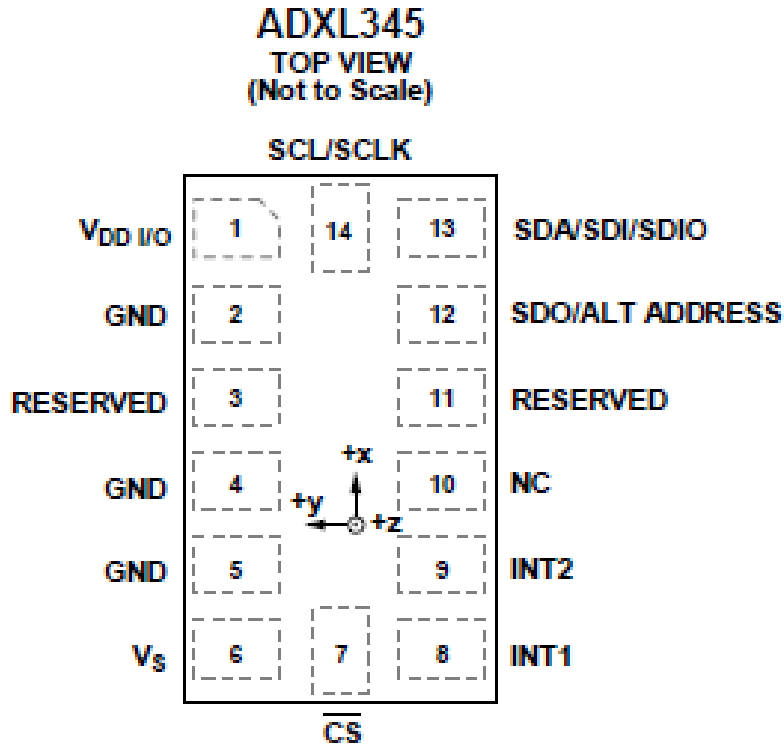 ADXL345
TOP VIEW
(Not to Scale)
SCL/SCLK
VDD I/O 1 14 13 SDA/SDI/SDIO
GND 2 12 SDO/ALT ADDRESS
RESERVED 3 11 RESERVED
+x
GND 4 10 NC
+y +z
GND 5 9 INT2
VS 6 7 8 INT1
CS